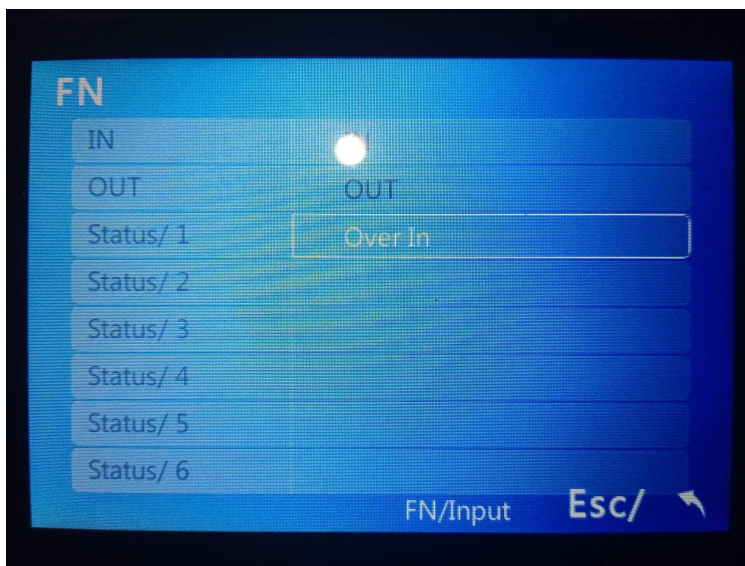 FN
IN
OUT OUT
Status/ 1 Over In
Status/ 2
Status/ 3
Status/ 4
Status/ 5
Status/ 6
FN/Input Esc/